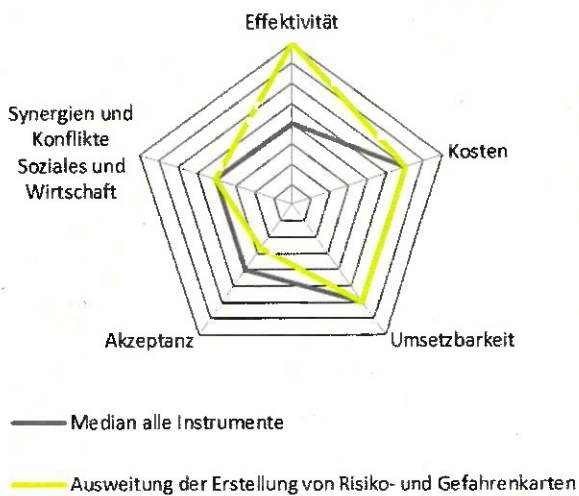 Effektivität
Synergien und
Konflikte
Soziales und
Wirtschaft
Kosten
Akzeptanz
Umsetzbarkeit
Median alle Instrumente
Ausweitung der Erstellung von Risiko- und Gefahrenkarten